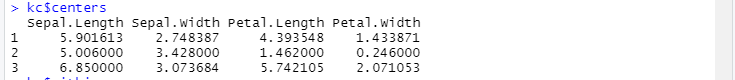 > kc$centers
Sepal.Length Sepal.Width Petal.Length Petal.Width
1 5.901613 2.748387 4.393548 1.433871
2 5.006000 3.428000 1.462000 0.246000
3 6.850000 3.073684 5.742105 2.071053